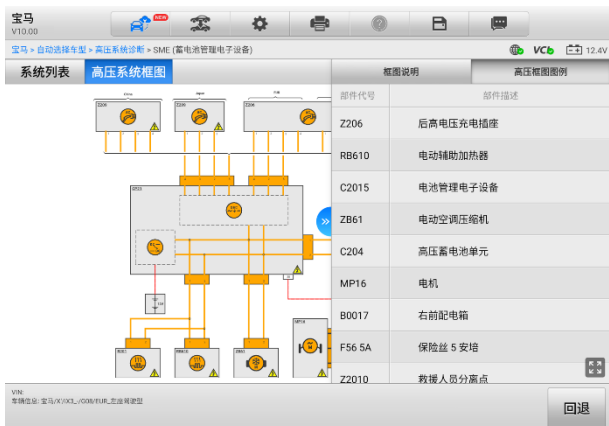 宝马
V10.00
NEW
宝马 > 自动选择车型 > 高压系统诊断 > SME (蓄电池管理电子设备)
VCI 12.4V
系统列表 高压系统框图 框图说明 高压框图图例
部件代号 部件描述
Z206 后高电压充电插座
RB610 电动辅助加热器
C2015 电池管理电子设备
ZB61 电动空调压缩机
C204 高压蓄电池单元
MP16 电机
B0017 右前配电箱
F56 5A 保险丝 5 安培
Z2010 救援人员分离点
VIN:
车辆信息: 宝马/X'/iX3_/G08/EUR_左座驾驶型
回退